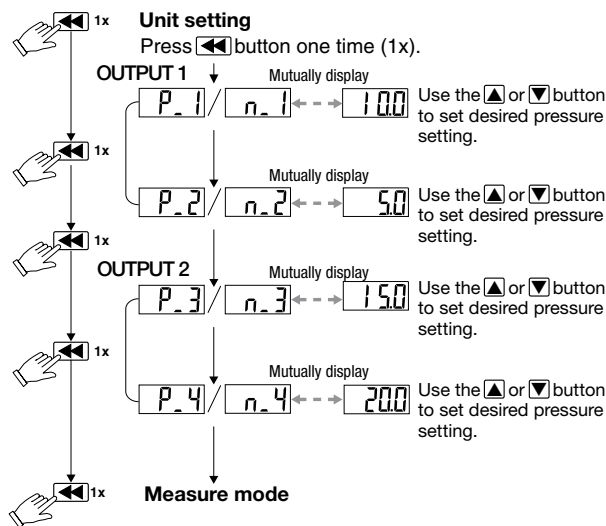 1x Unit setting
Press ◀◀ button one time (1x).
OUTPUT 1 Mutually display
P_1 / n_1 10.0 Use the ▲ or ▼ button
to set desired pressure
setting.
1x
Mutually display
P_2 / n_2 5.0 Use the ▲ or ▼ button
to set desired pressure
setting.
1x
OUTPUT 2 Mutually display
P_3 / n_3 15.0 Use the ▲ or ▼ button
to set desired pressure
setting.
1x
Mutually display
P_4 / n_4 20.0 Use the ▲ or ▼ button
to set desired pressure
setting.
1x Measure mode